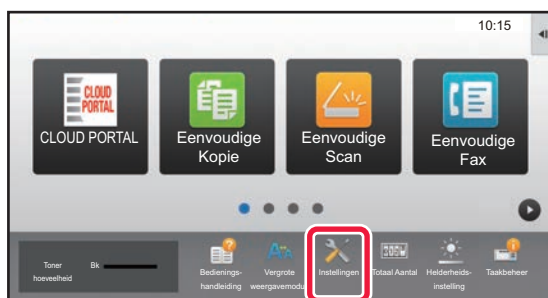 10:15
CLOUD
PORTAL
CLOUD PORTAL
Eenvoudige
Kopie
Eenvoudige
Scan
Eenvoudige
Fax
Toner
hoeveelheid
Bk
Bedienings-
handleiding
Vergrote
weergavemodu
Instellingen
Totaal Aantal
Helderheids-
instelling
Taakbeheer